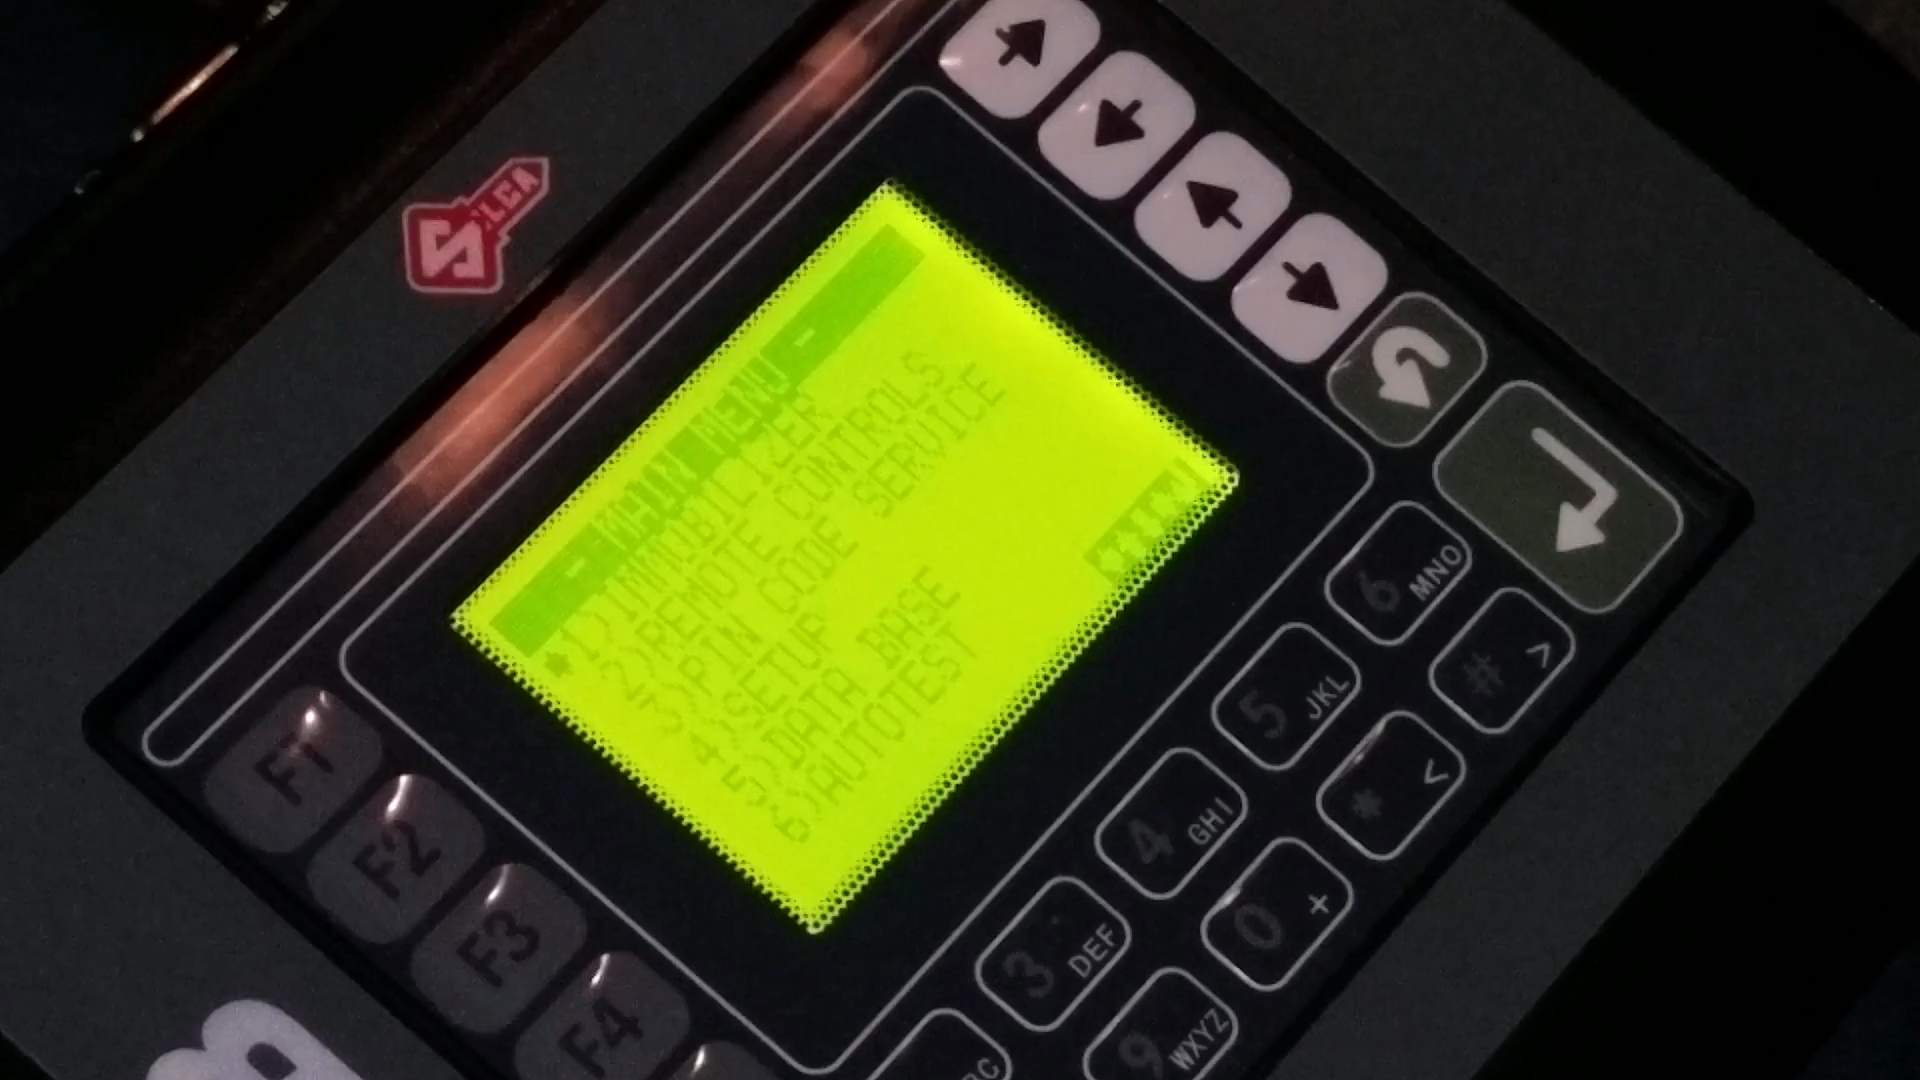 SILCA
- MAIN MENU -
1)IMMOBILIZER
2)REMOTE CONTROLS
3)PIN CODE SERVICE
4)SETUP
5)DATA BASE
6)AUTOTEST
F1
F2
F3
F4
6 MNO
5 JKL
# >
4 GHI
* <
3 DEF
0 +
9 WXYZ